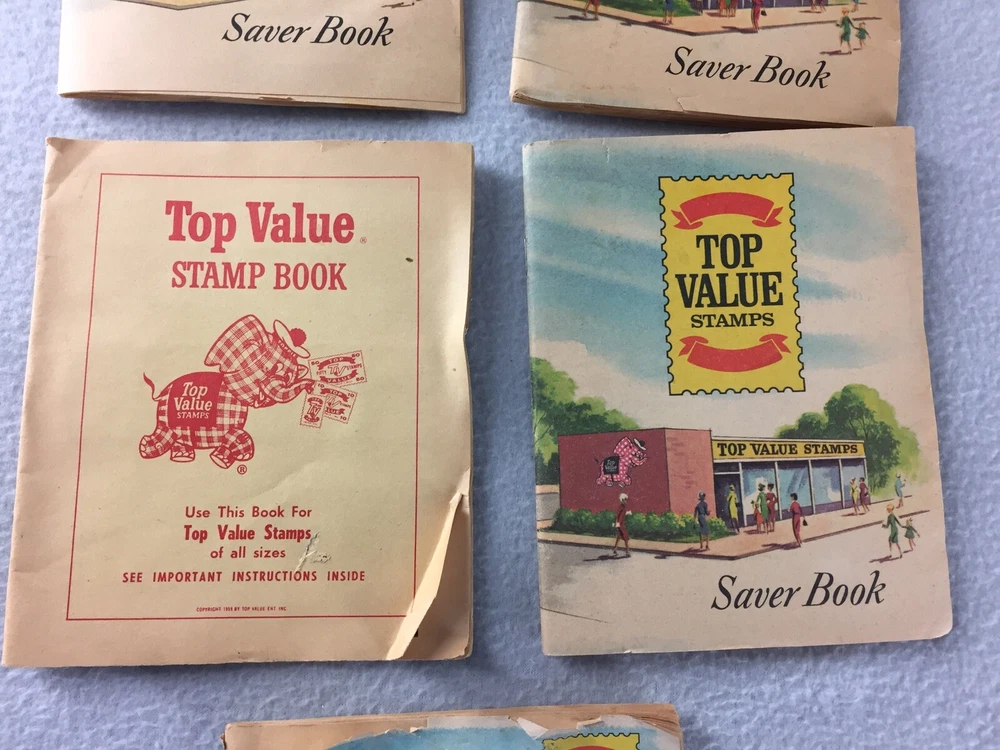 Saver Book
Saver Book
Top Value®
STAMP BOOK
Top
Value
STAMPS
®
Use This Book For
Top Value Stamps
of all sizes
SEE IMPORTANT INSTRUCTIONS INSIDE
TOP
VALUE
STAMPS
TOP VALUE STAMPS
Saver Book